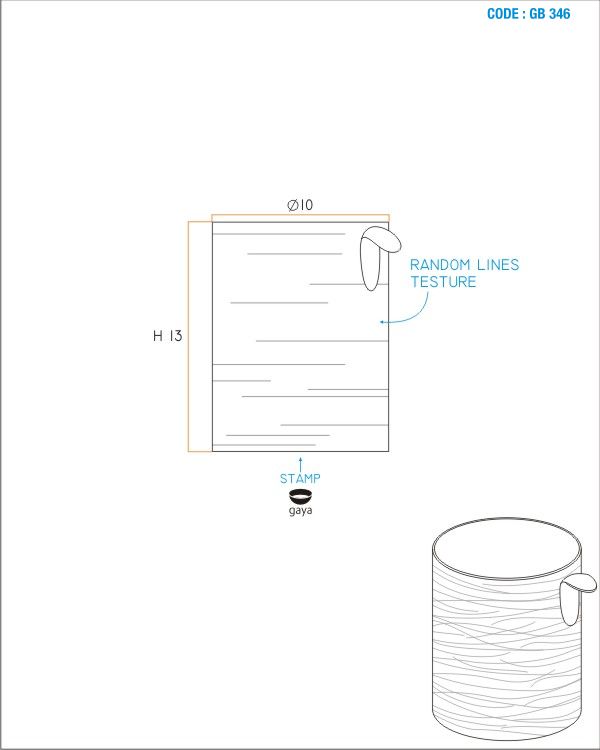 CODE : GB 346
Ø10
RANDOM LINES
TESTURE
H 13
STAMP
gaya